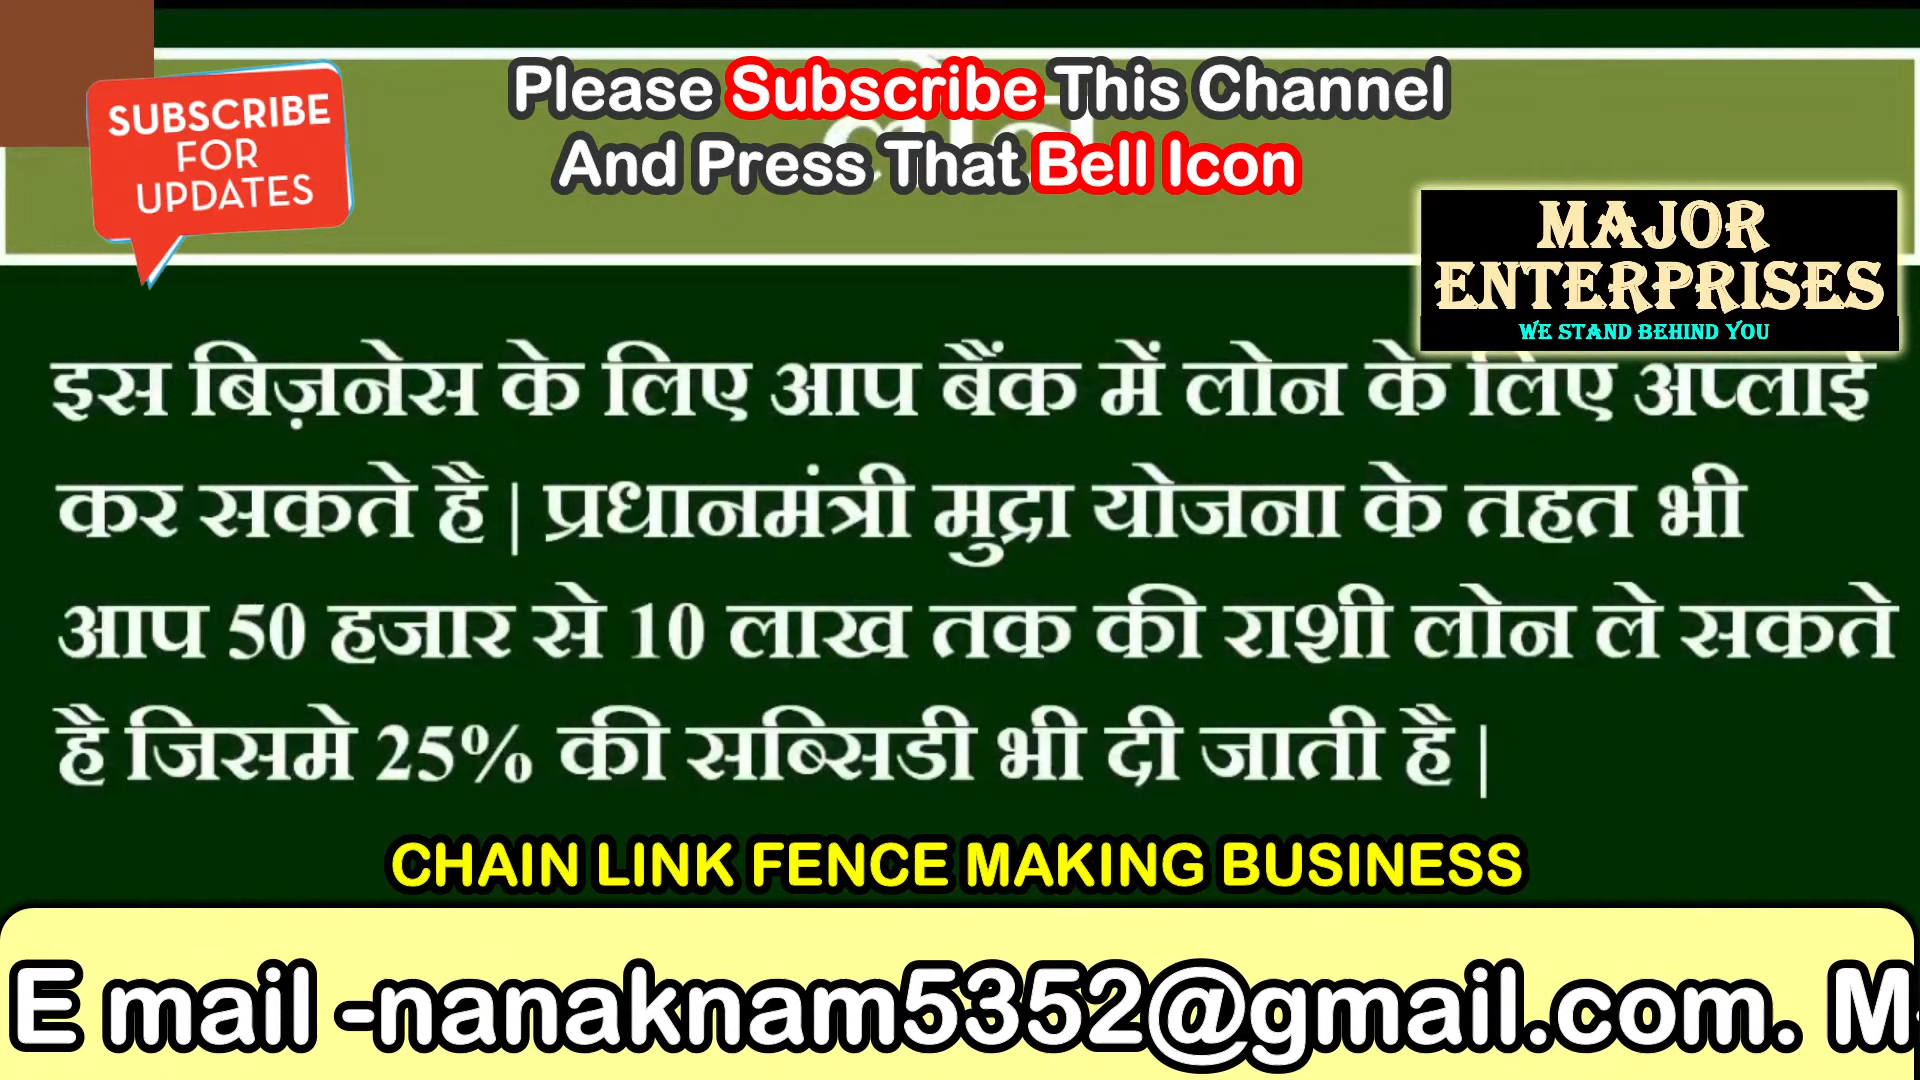 Please Subscribe This Channel
And Press That Bell Icon
SUBSCRIBE
FOR
UPDATES
लोन
MAJOR
ENTERPRISES
WE STAND BEHIND YOU
इस बिज़नेस के लिए आप बैंक में लोन के लिए अप्लाई
कर सकते है | प्रधानमंत्री मुद्रा योजना के तहत भी
आप 50 हजार से 10 लाख तक की राशी लोन ले सकते
है जिसमे 25% की सब्सिडी भी दी जाती है |
CHAIN LINK FENCE MAKING BUSINESS
E mail -nanaknam5352@gmail.com. M